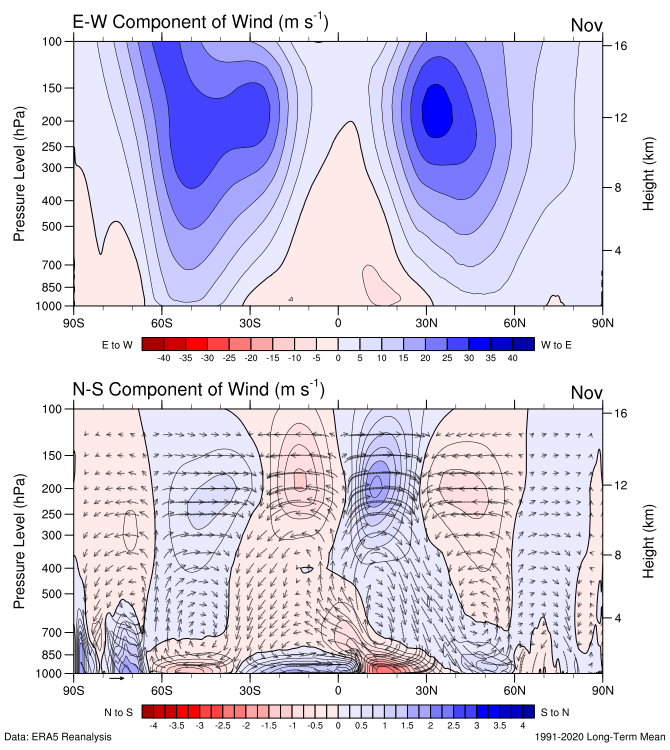 E-W Component of Wind (m s-1) Nov
100
150
200
250
300
400
500
700
850
1000
Pressure Level (hPa)
16
12
8
4
Height (km)
90S 60S 30S 0 30N 60N 90N
E to W W to E
-40 -35 -30 -25 -20 -15 -10 -5 0 5 10 15 20 25 30 35 40
N-S Component of Wind (m s-1) Nov
100
150
200
250
300
400
500
700
850
1000
Pressure Level (hPa)
16
12
8
4
Height (km)
90S 60S 30S 0 30N 60N 90N
N to S S to N
-4 -3.5 -3 -2.5 -2 -1.5 -1 -0.5 0 0.5 1 1.5 2 2.5 3 3.5 4
Data: ERA5 Reanalysis 1991-2020 Long-Term Mean